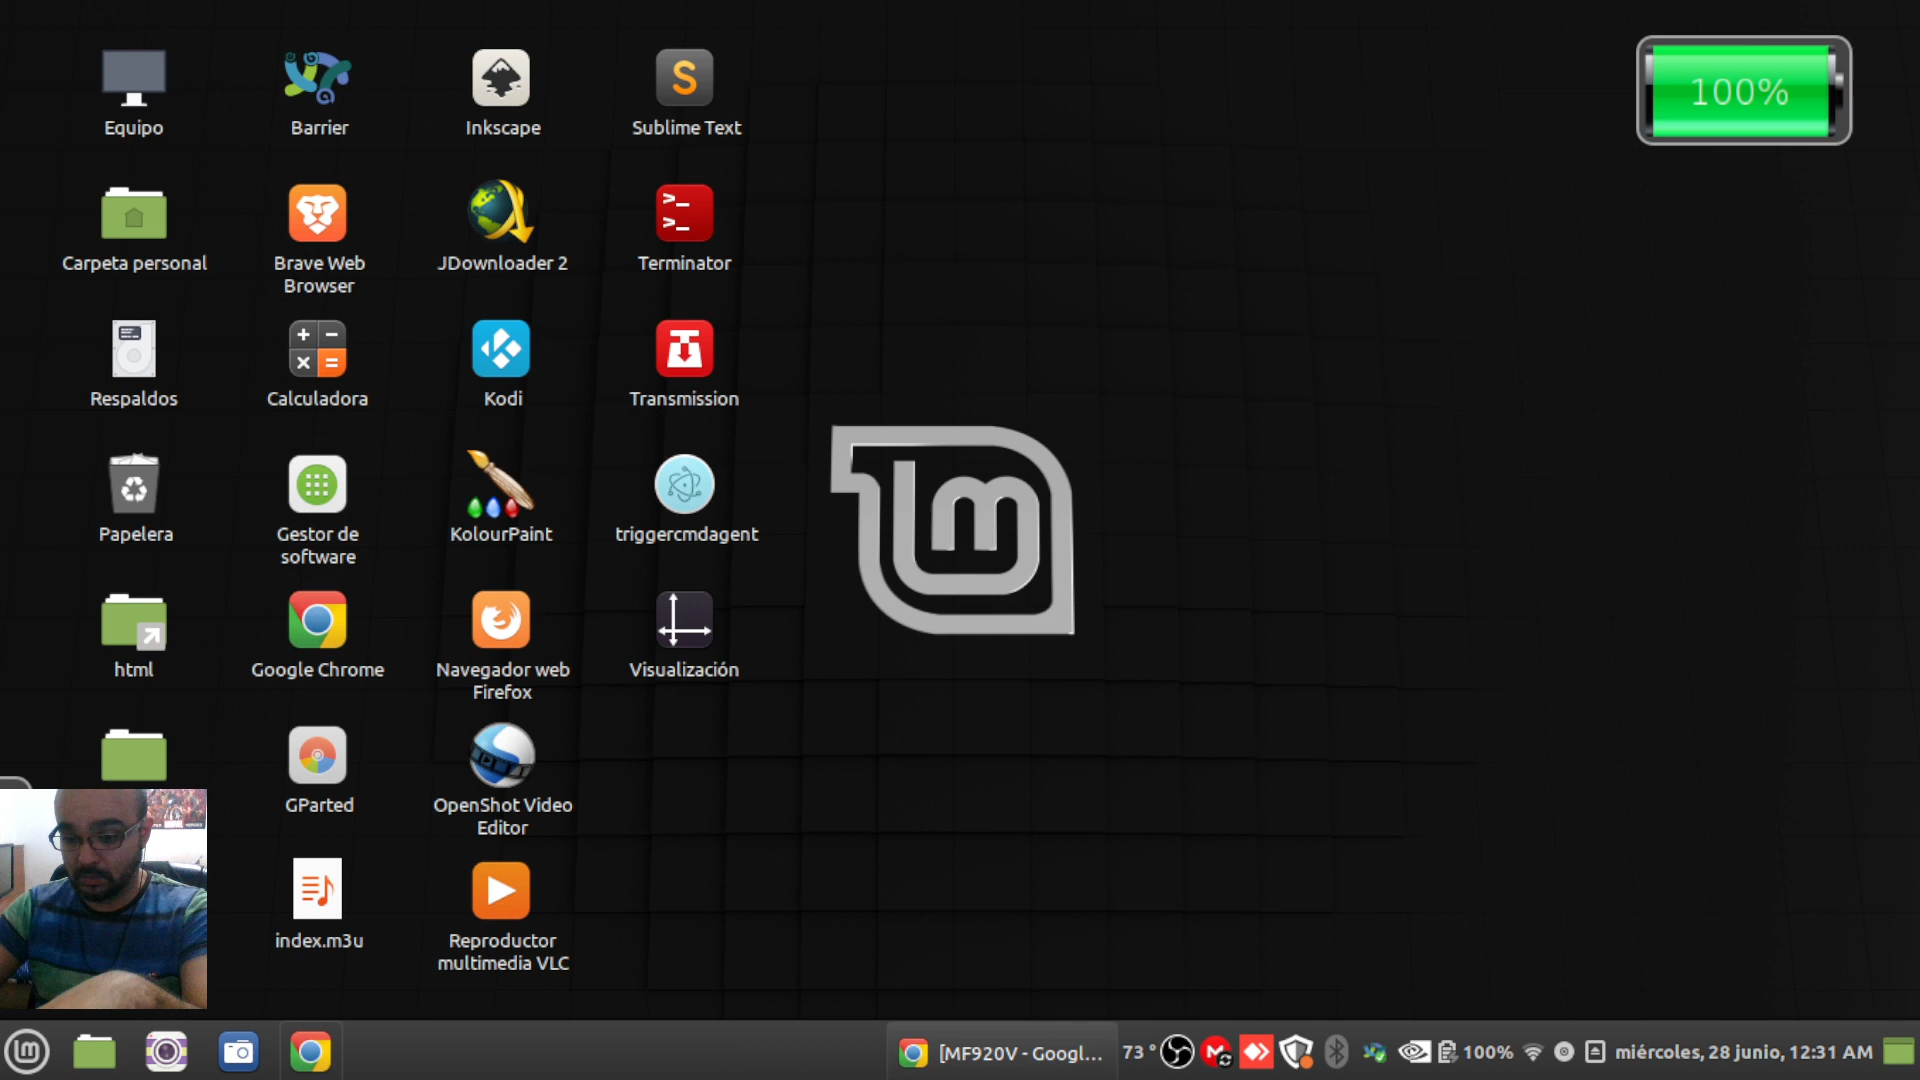 Equipo
Barrier
Inkscape
Sublime Text
100%
Carpeta personal
Brave Web
Browser
JDownloader 2
Terminator
Respaldos
Calculadora
Kodi
Transmission
Papelera
Gestor de
software
KolourPaint
triggercmdagent
html
Google Chrome
Navegador web
Firefox
Visualización
GParted
OpenShot Video
Editor
index.m3u
Reproductor
multimedia VLC
[MF920V - Googl...
73 °
100%
miércoles, 28 junio, 12:31 AM